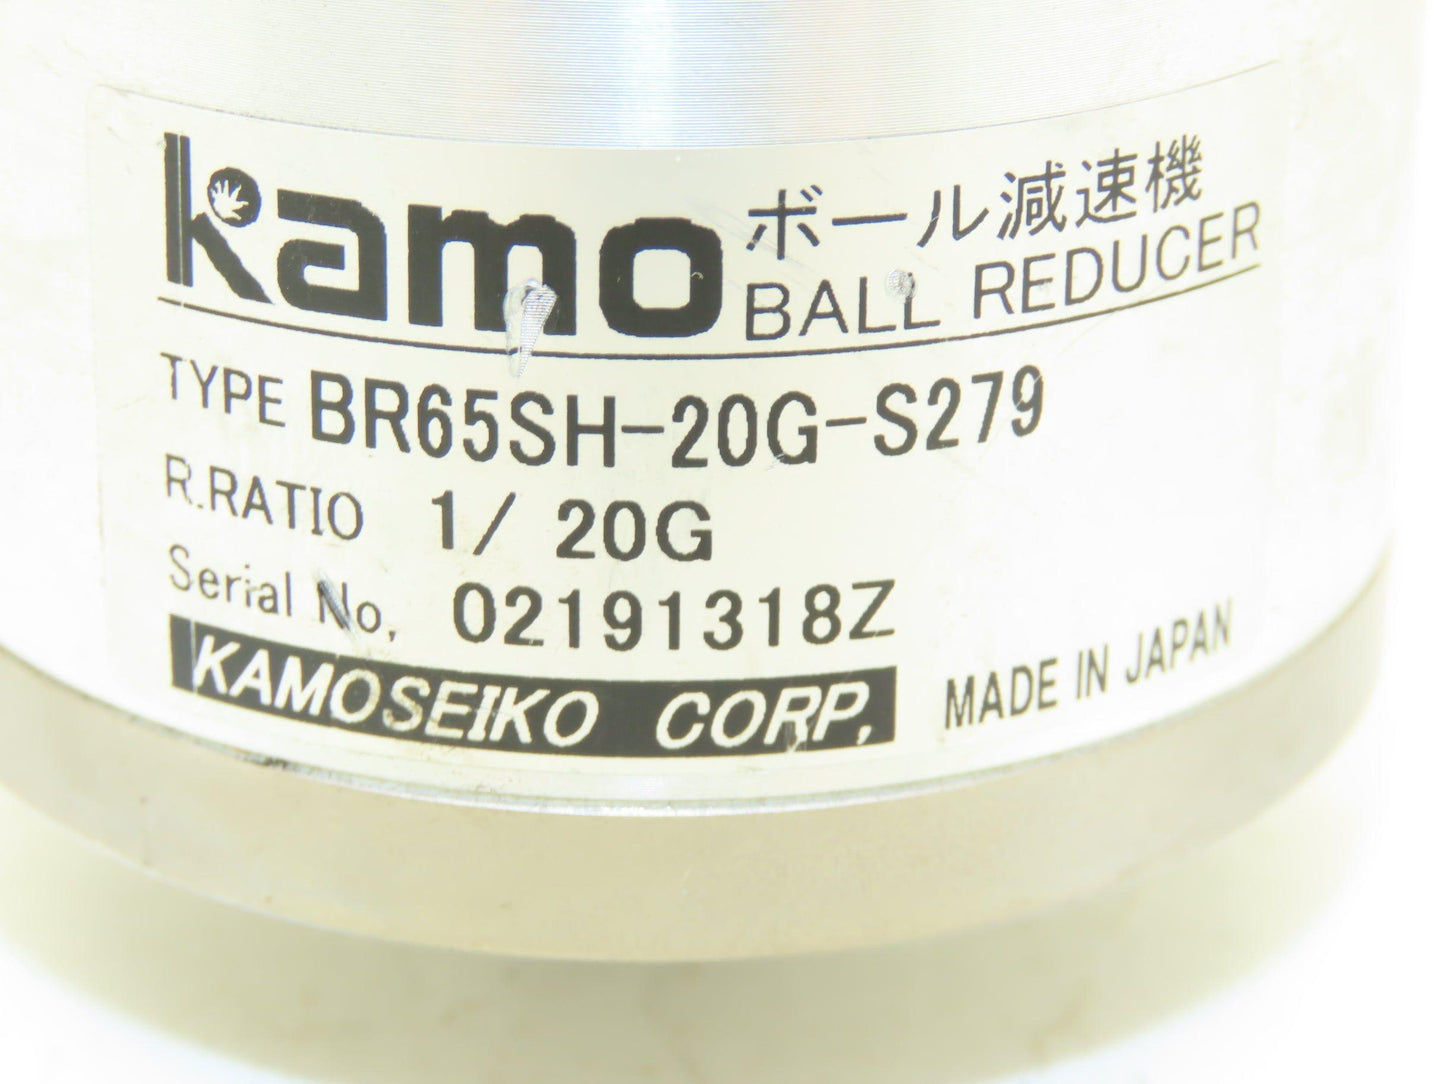 Kamo ボール減速機
BALL REDUCER
TYPE BR65SH-20G-S279
R.RATIO 1/ 20G
Serial No. 02191318Z
KAMOSEIKO CORP. MADE IN JAPAN